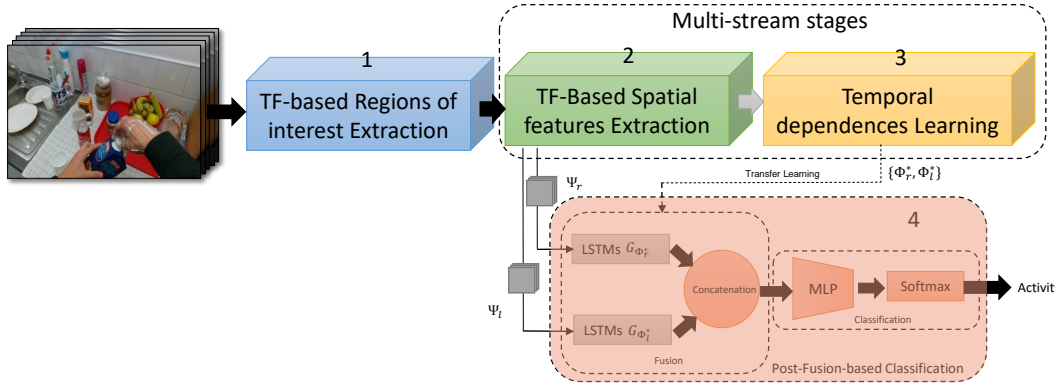 Multi-stream stages
1
TF-based Regions of
interest Extraction
2
TF-Based Spatial
features Extraction
3
Temporal
dependences Learning
Transfer Learning
{Φ*r, Φ*l}
Ψr
Ψl
4
LSTMs GΦ*r
LSTMs GΦ*l
Concatenation
Fusion
MLP
Softmax
Classification
Activit
Post-Fusion-based Classification